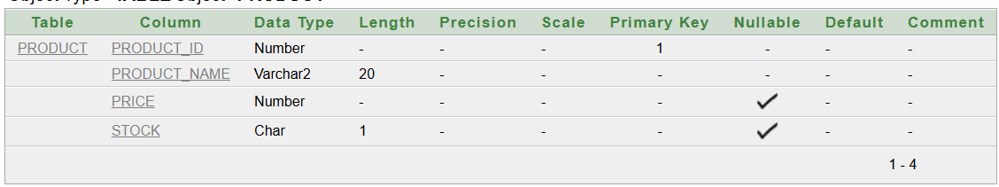 Table Column Data Type Length Precision Scale Primary Key Nullable Default Comment
PRODUCT PRODUCT_ID Number - - - 1 - - -
PRODUCT_NAME Varchar2 20 - - - - - -
PRICE Number - - - - ✓ - -
STOCK Char 1 - - - ✓ - -
1 - 4